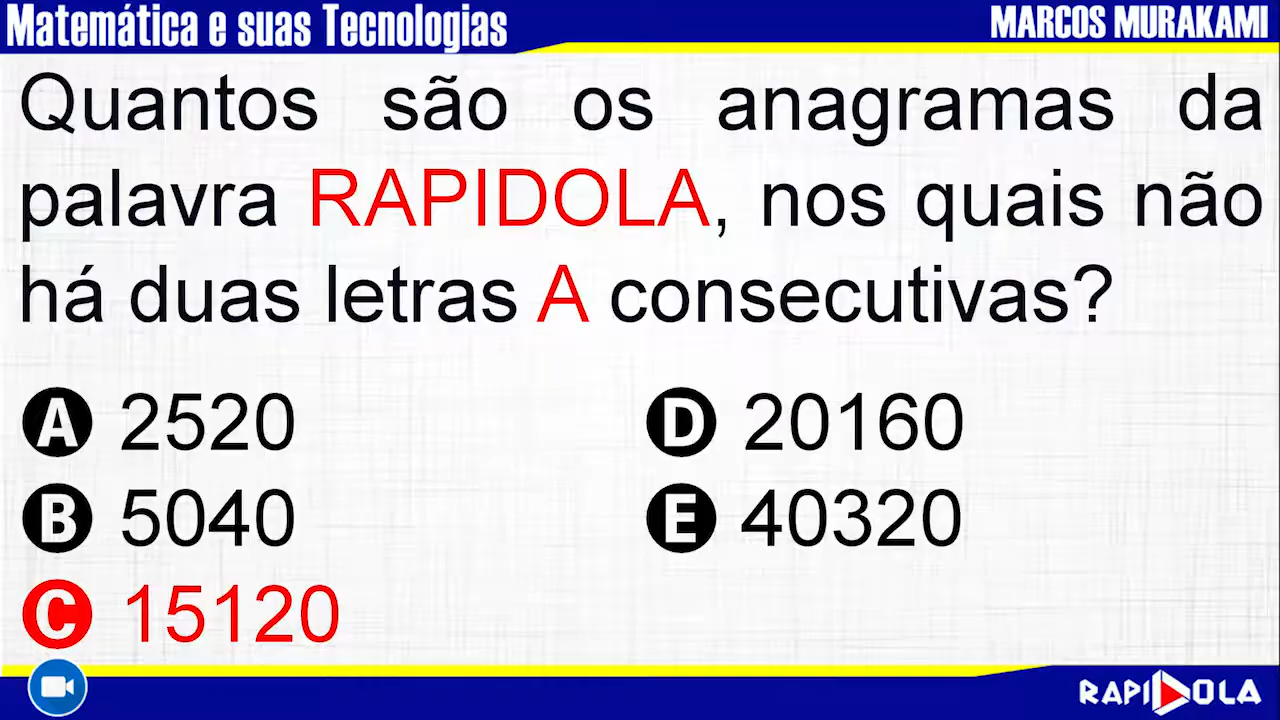 Matemática e suas Tecnologias
MARCOS MURAKAMI
Quantos são os anagramas da
palavra RAPIDOLA, nos quais não
há duas letras A consecutivas?
A 2520
B 5040
C 15120
D 20160
E 40320
RAPIDOLA